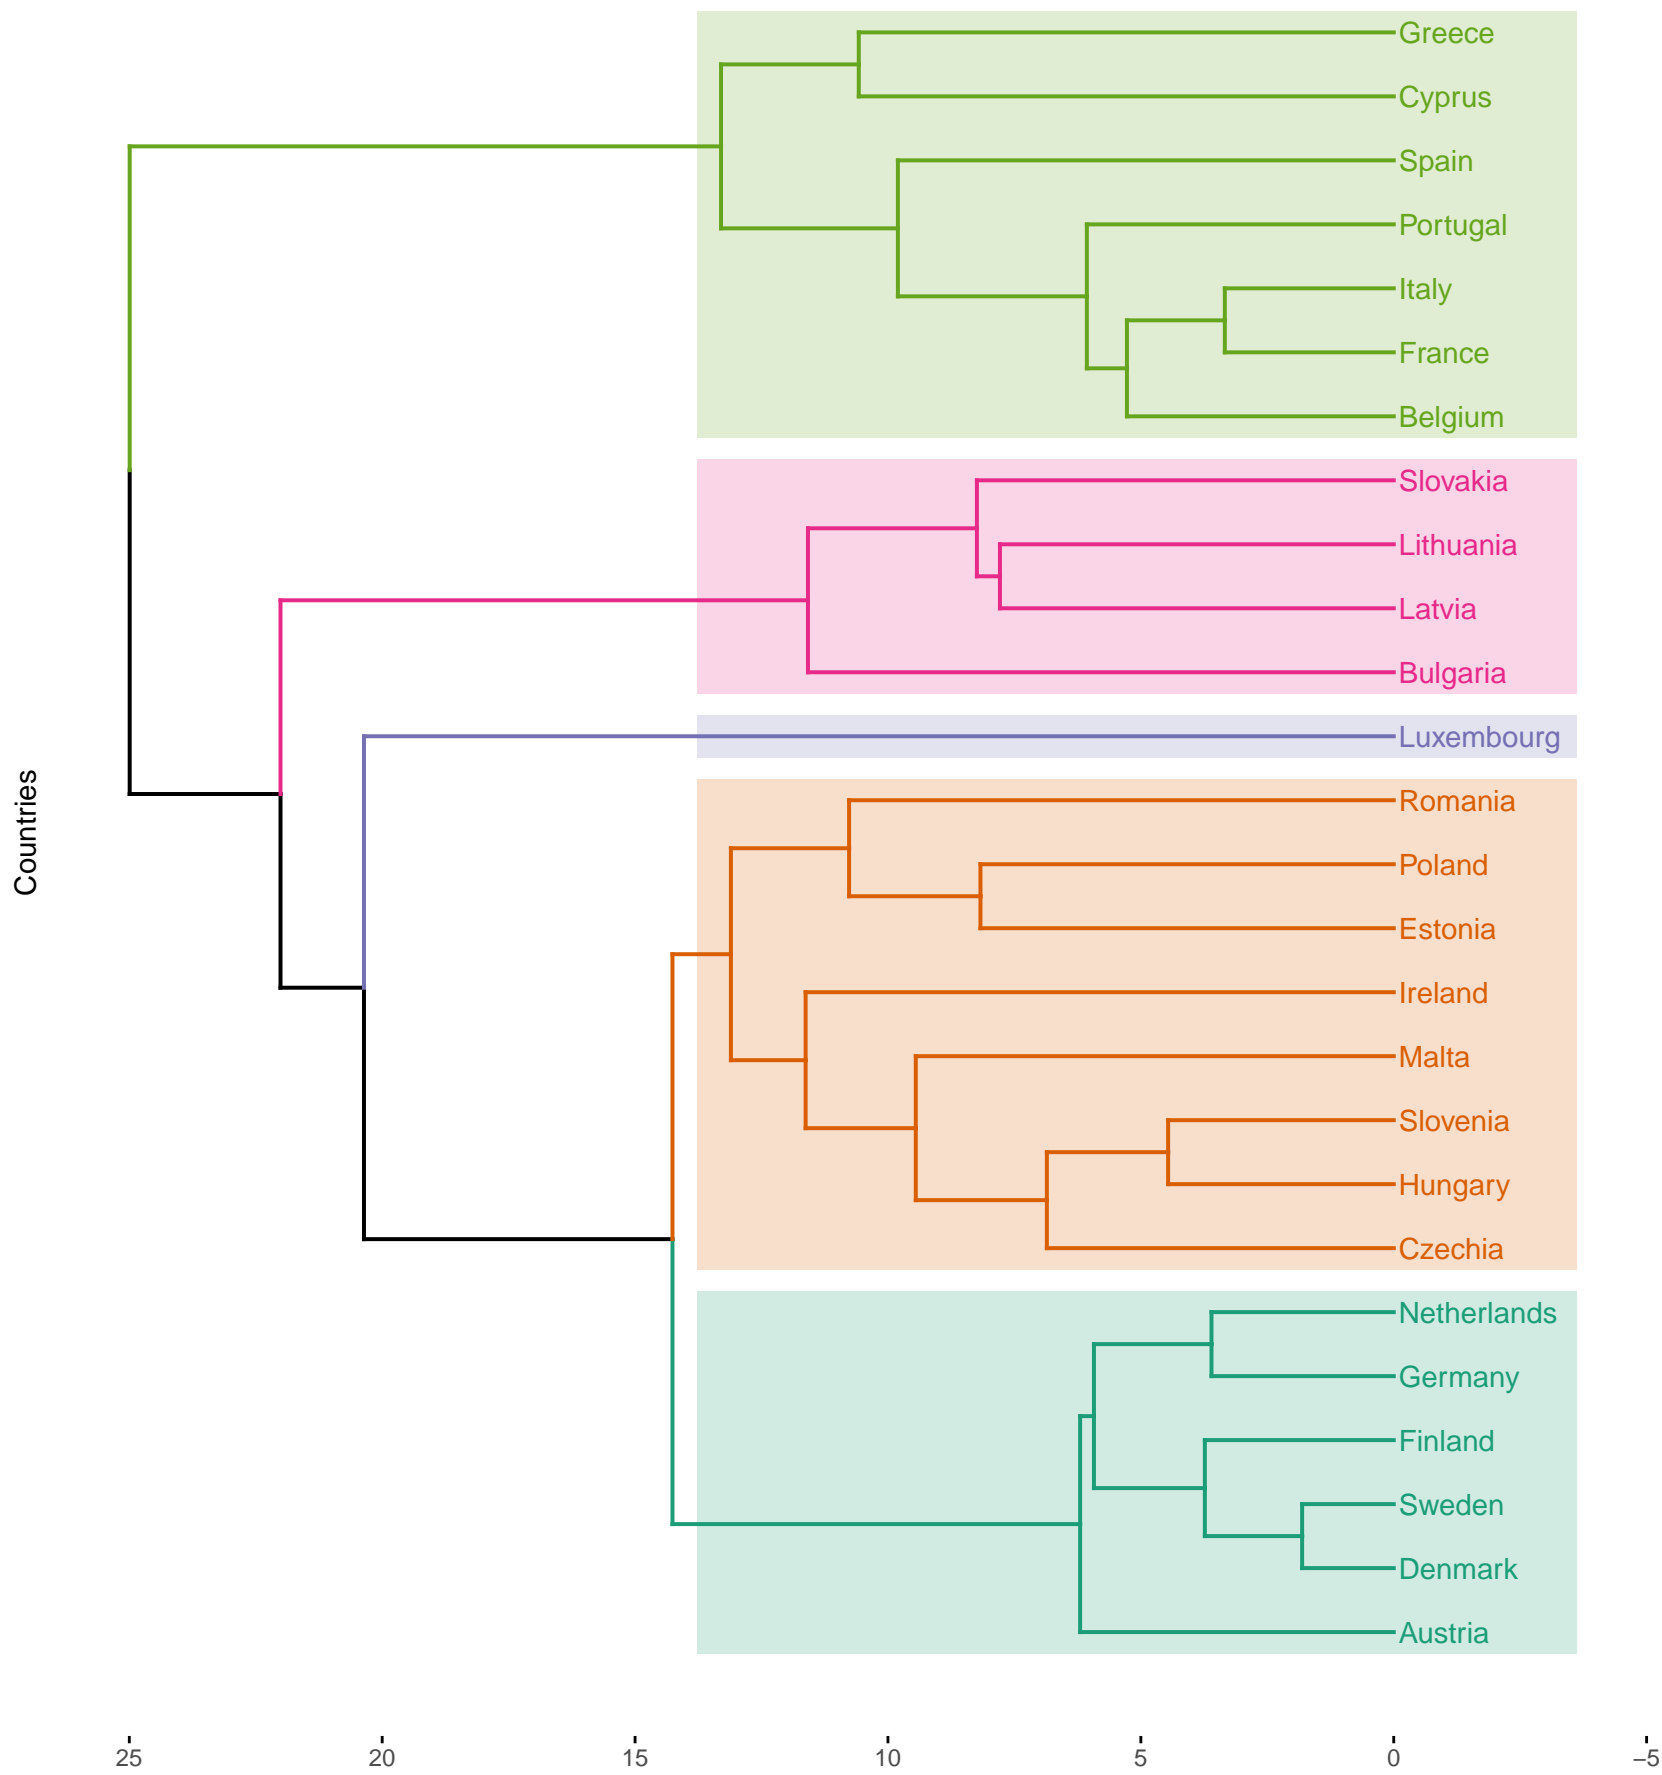 Greece
Cyprus
Spain
Portugal
Italy
France
Belgium
Slovakia
Lithuania
Latvia
Bulgaria
Luxembourg
Romania
Poland
Estonia
Ireland
Malta
Slovenia
Hungary
Czechia
Netherlands
Germany
Finland
Sweden
Denmark
Austria
Countries
25 20 15 10 5 0 −5